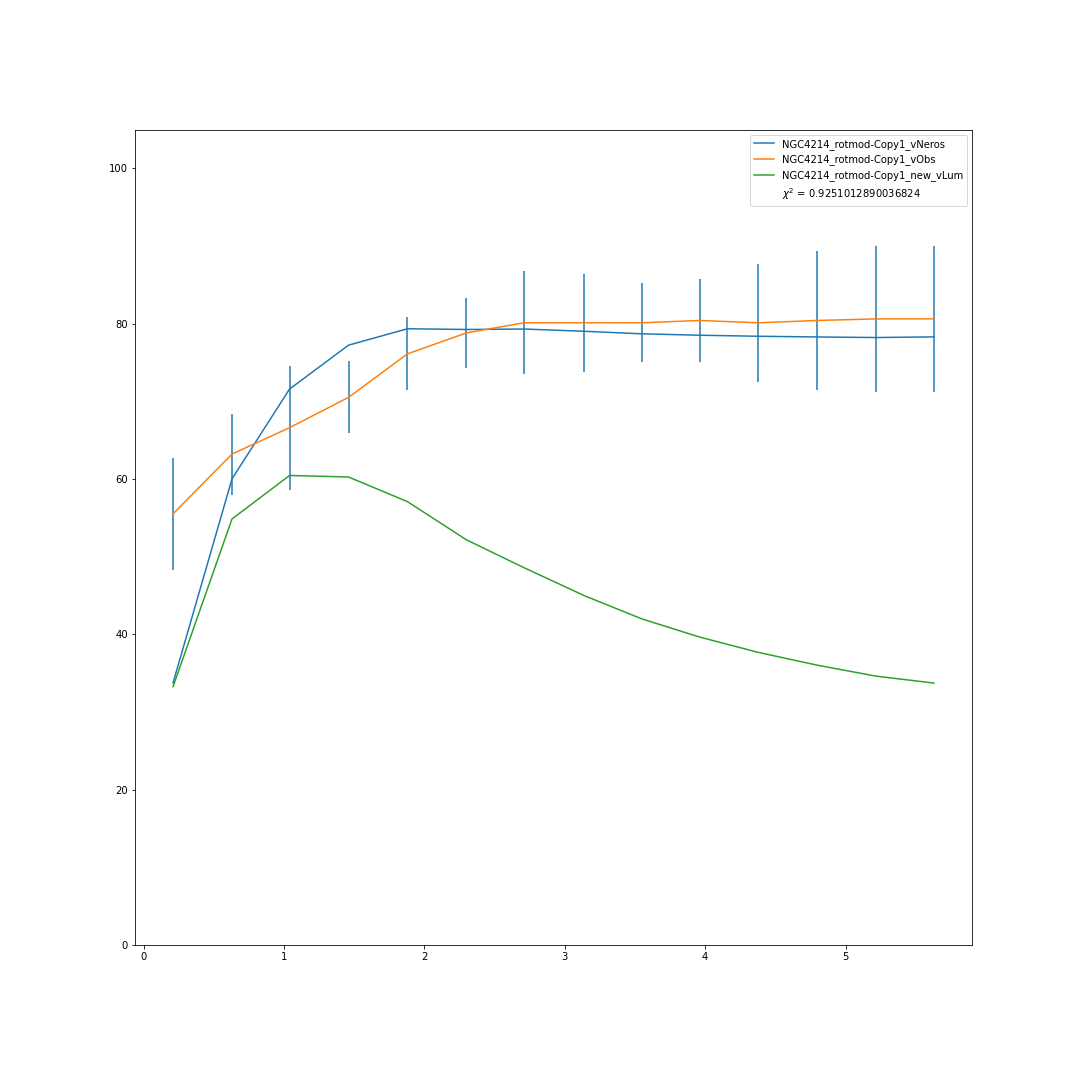 NGC4214_rotmod-Copy1_vNeros
NGC4214_rotmod-Copy1_vObs
NGC4214_rotmod-Copy1_new_vLum
χ² = 0.9251012890036824
100
80
60
40
20
0
0 1 2 3 4 5